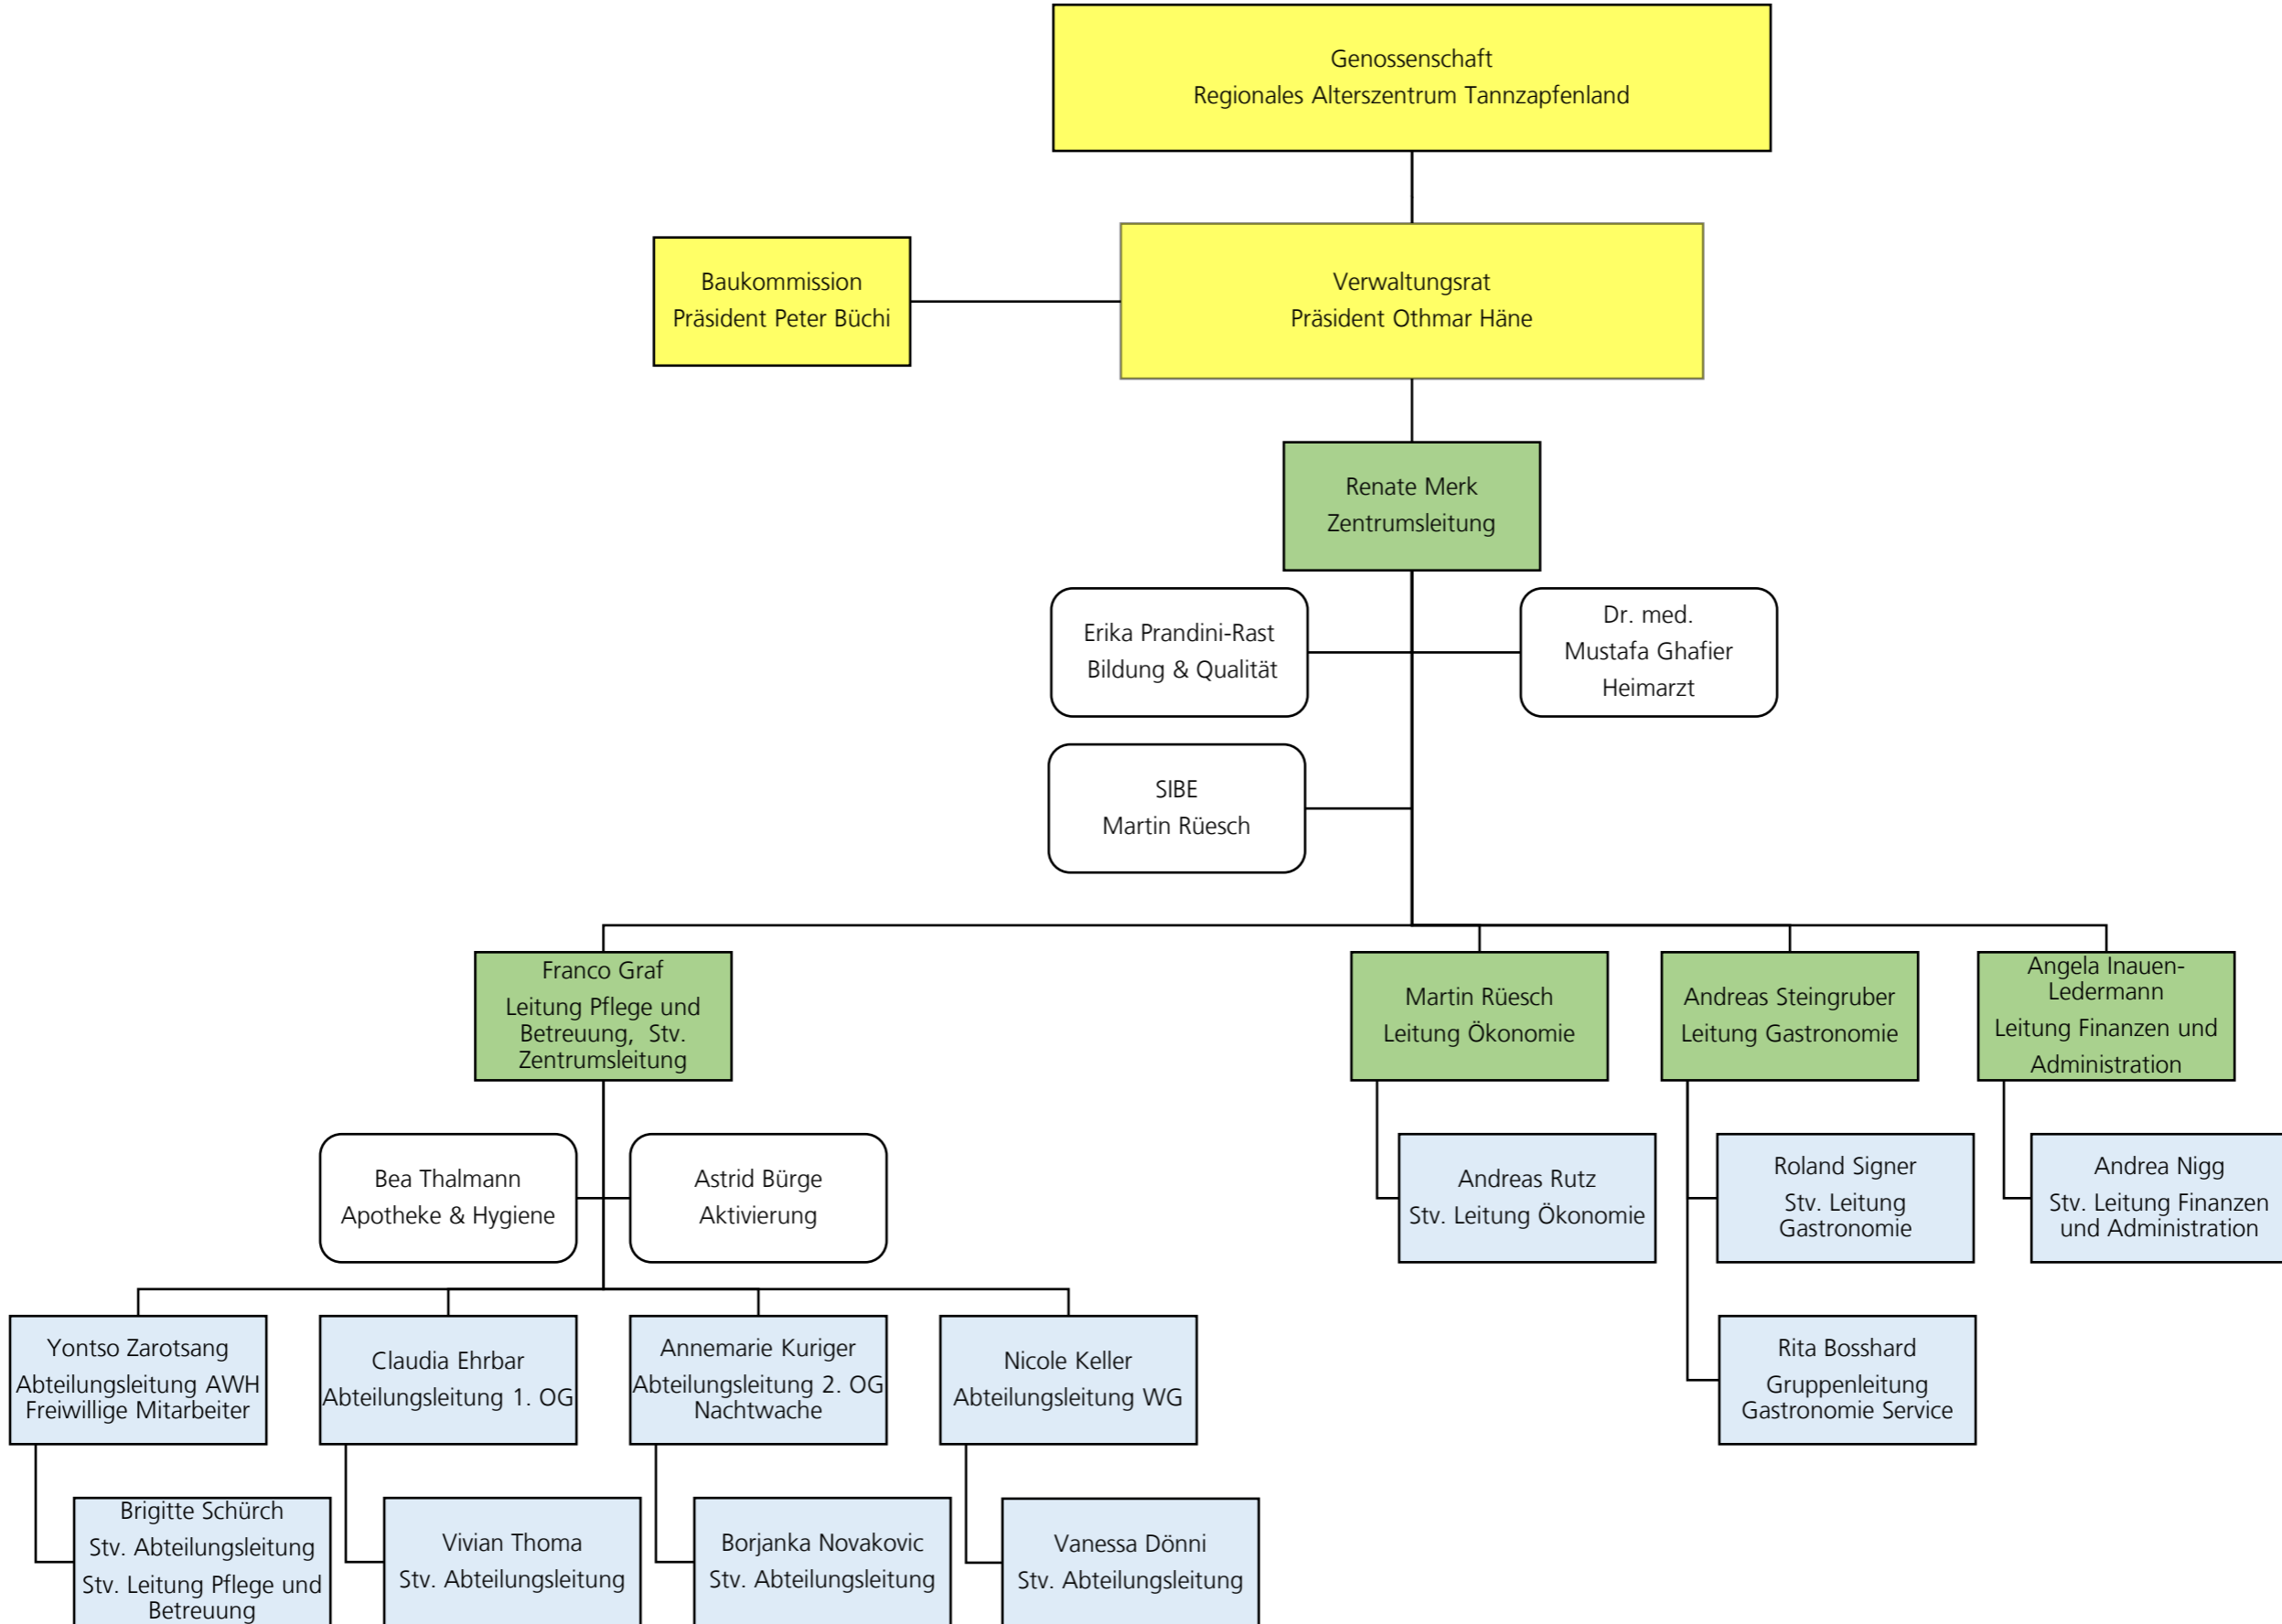 Genossenschaft
Regionales Alterszentrum Tannzapfenland
Baukommission
Präsident Peter Büchi
Verwaltungsrat
Präsident Othmar Häne
Renate Merk
Zentrumsleitung
Erika Prandini-Rast
Bildung & Qualität
Dr. med.
Mustafa Ghafier
Heimarzt
SIBE
Martin Rüesch
Franco Graf
Leitung Pflege und
Betreuung, Stv.
Zentrumsleitung
Martin Rüesch
Leitung Ökonomie
Andreas Steingruber
Leitung Gastronomie
Angela Inauen-
Ledermann
Leitung Finanzen und
Administration
Bea Thalmann
Apotheke & Hygiene
Astrid Bürge
Aktivierung
Andreas Rutz
Stv. Leitung Ökonomie
Roland Signer
Stv. Leitung
Gastronomie
Andrea Nigg
Stv. Leitung Finanzen
und Administration
Yontso Zarotsang
Abteilungsleitung AWH
Freiwillige Mitarbeiter
Claudia Ehrbar
Abteilungsleitung 1. OG
Annemarie Kuriger
Abteilungsleitung 2. OG
Nachtwache
Nicole Keller
Abteilungsleitung WG
Rita Bosshard
Gruppenleitung
Gastronomie Service
Brigitte Schürch
Stv. Abteilungsleitung
Stv. Leitung Pflege und
Betreuung
Vivian Thoma
Stv. Abteilungsleitung
Borjanka Novakovic
Stv. Abteilungsleitung
Vanessa Dönni
Stv. Abteilungsleitung